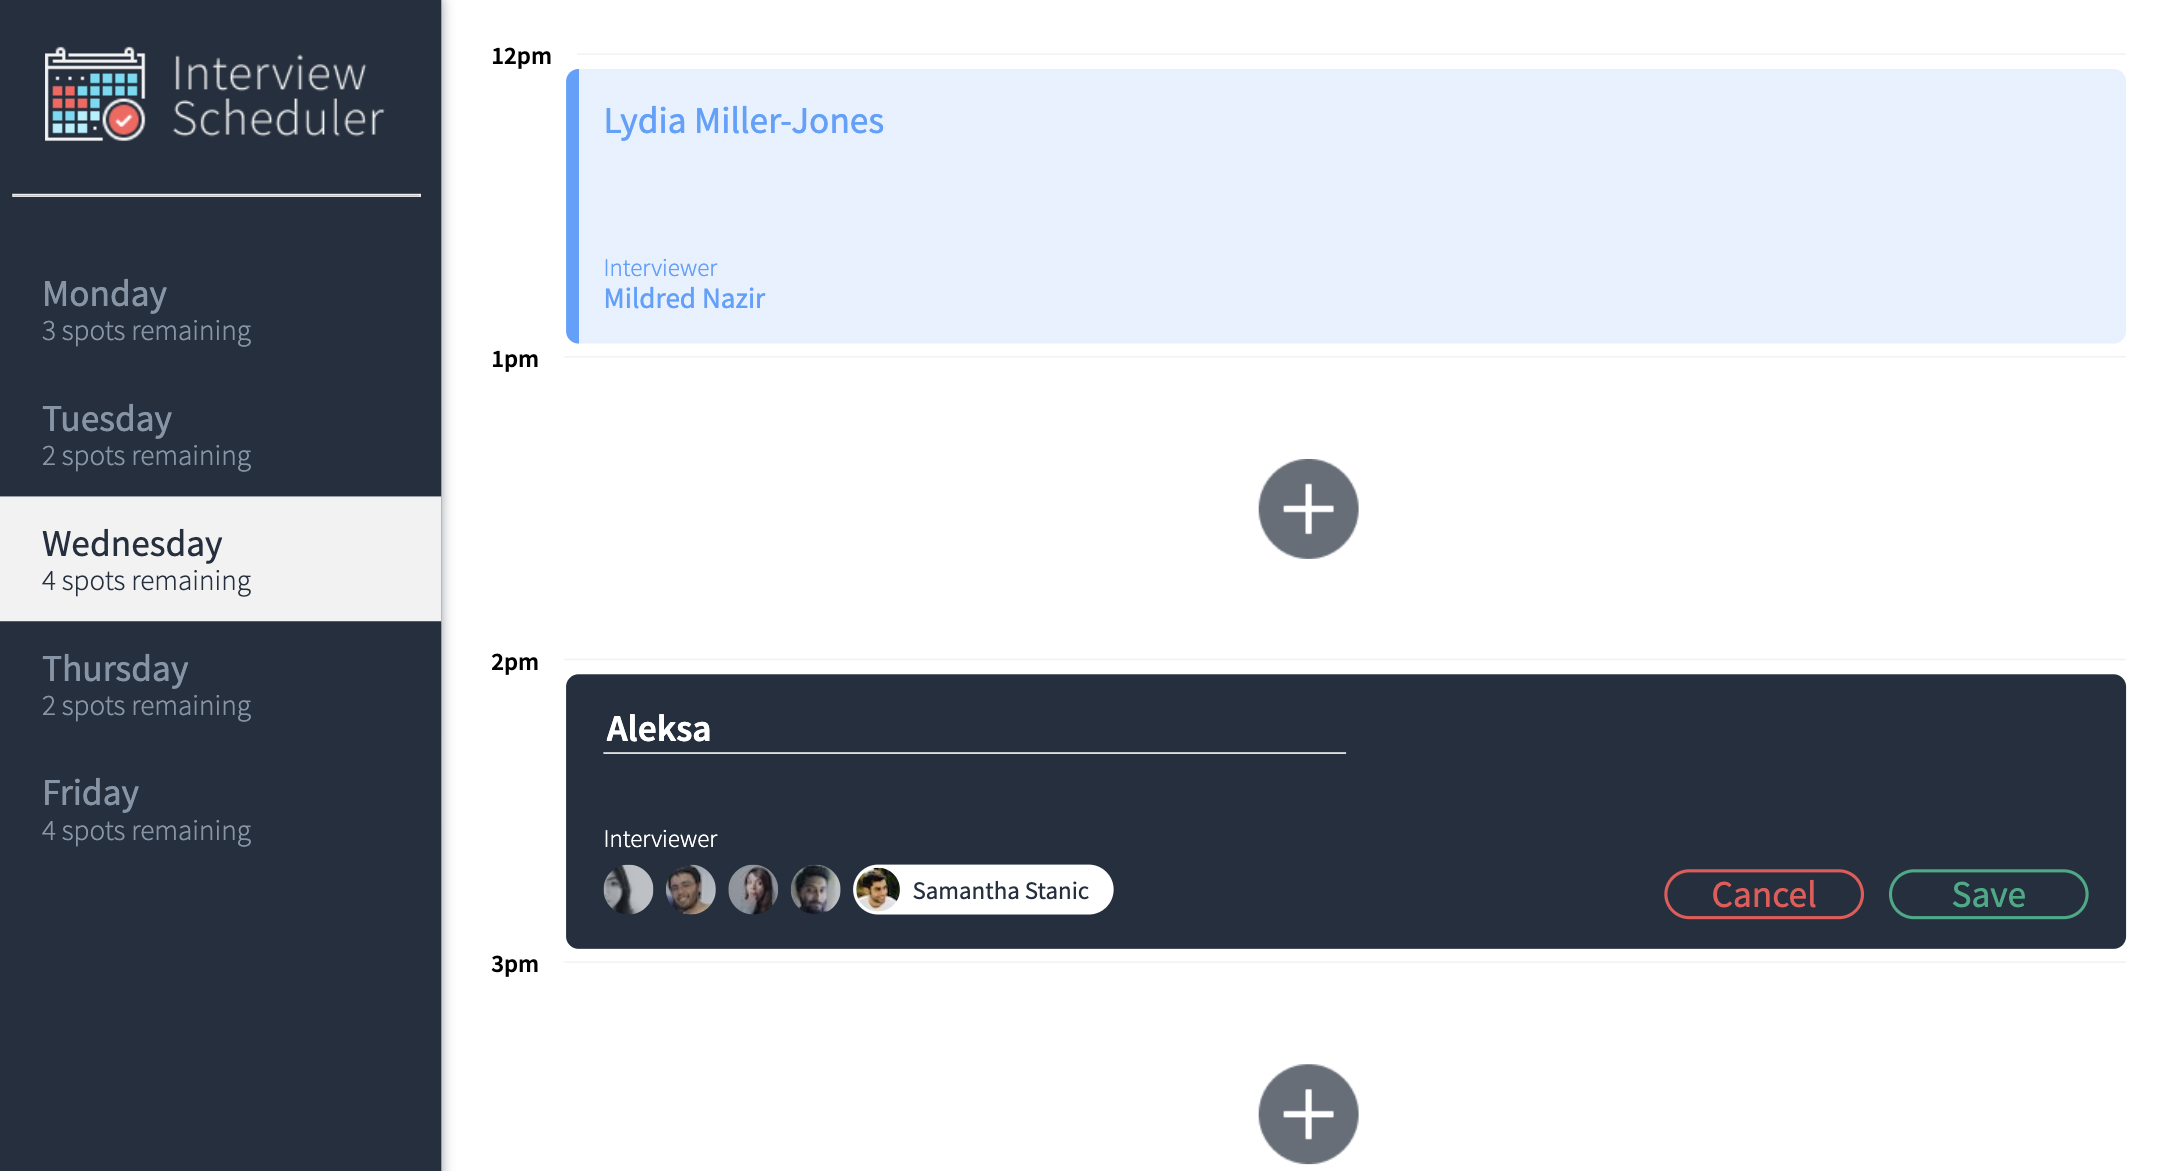 Interview
Scheduler
Monday
3 spots remaining
Tuesday
2 spots remaining
Wednesday
4 spots remaining
Thursday
2 spots remaining
Friday
4 spots remaining
12pm
Lydia Miller-Jones
Interviewer
Mildred Nazir
1pm
2pm
Aleksa
Interviewer
Samantha Stanic
Cancel
Save
3pm